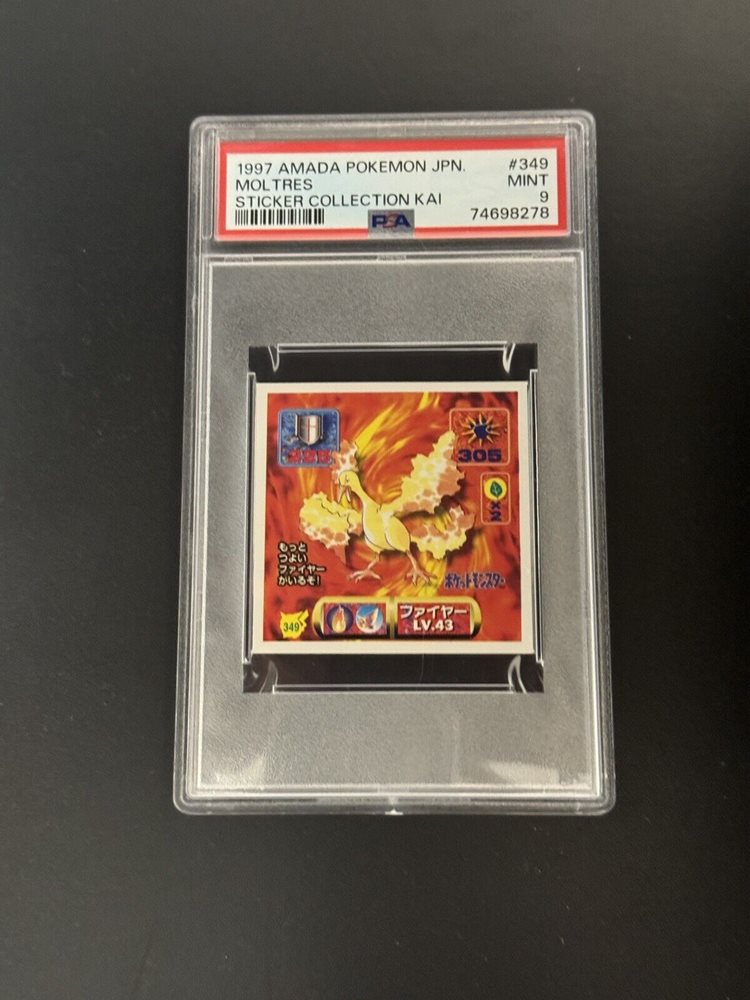 1997 AMADA POKEMON JPN. #349
MOLTRES MINT
STICKER COLLECTION KAI 9
PSA 74698278
305
×2
もっと
つよい
ファイヤー
がいるぞ!
ポケットモンスター
349
ファイヤー
LV.43